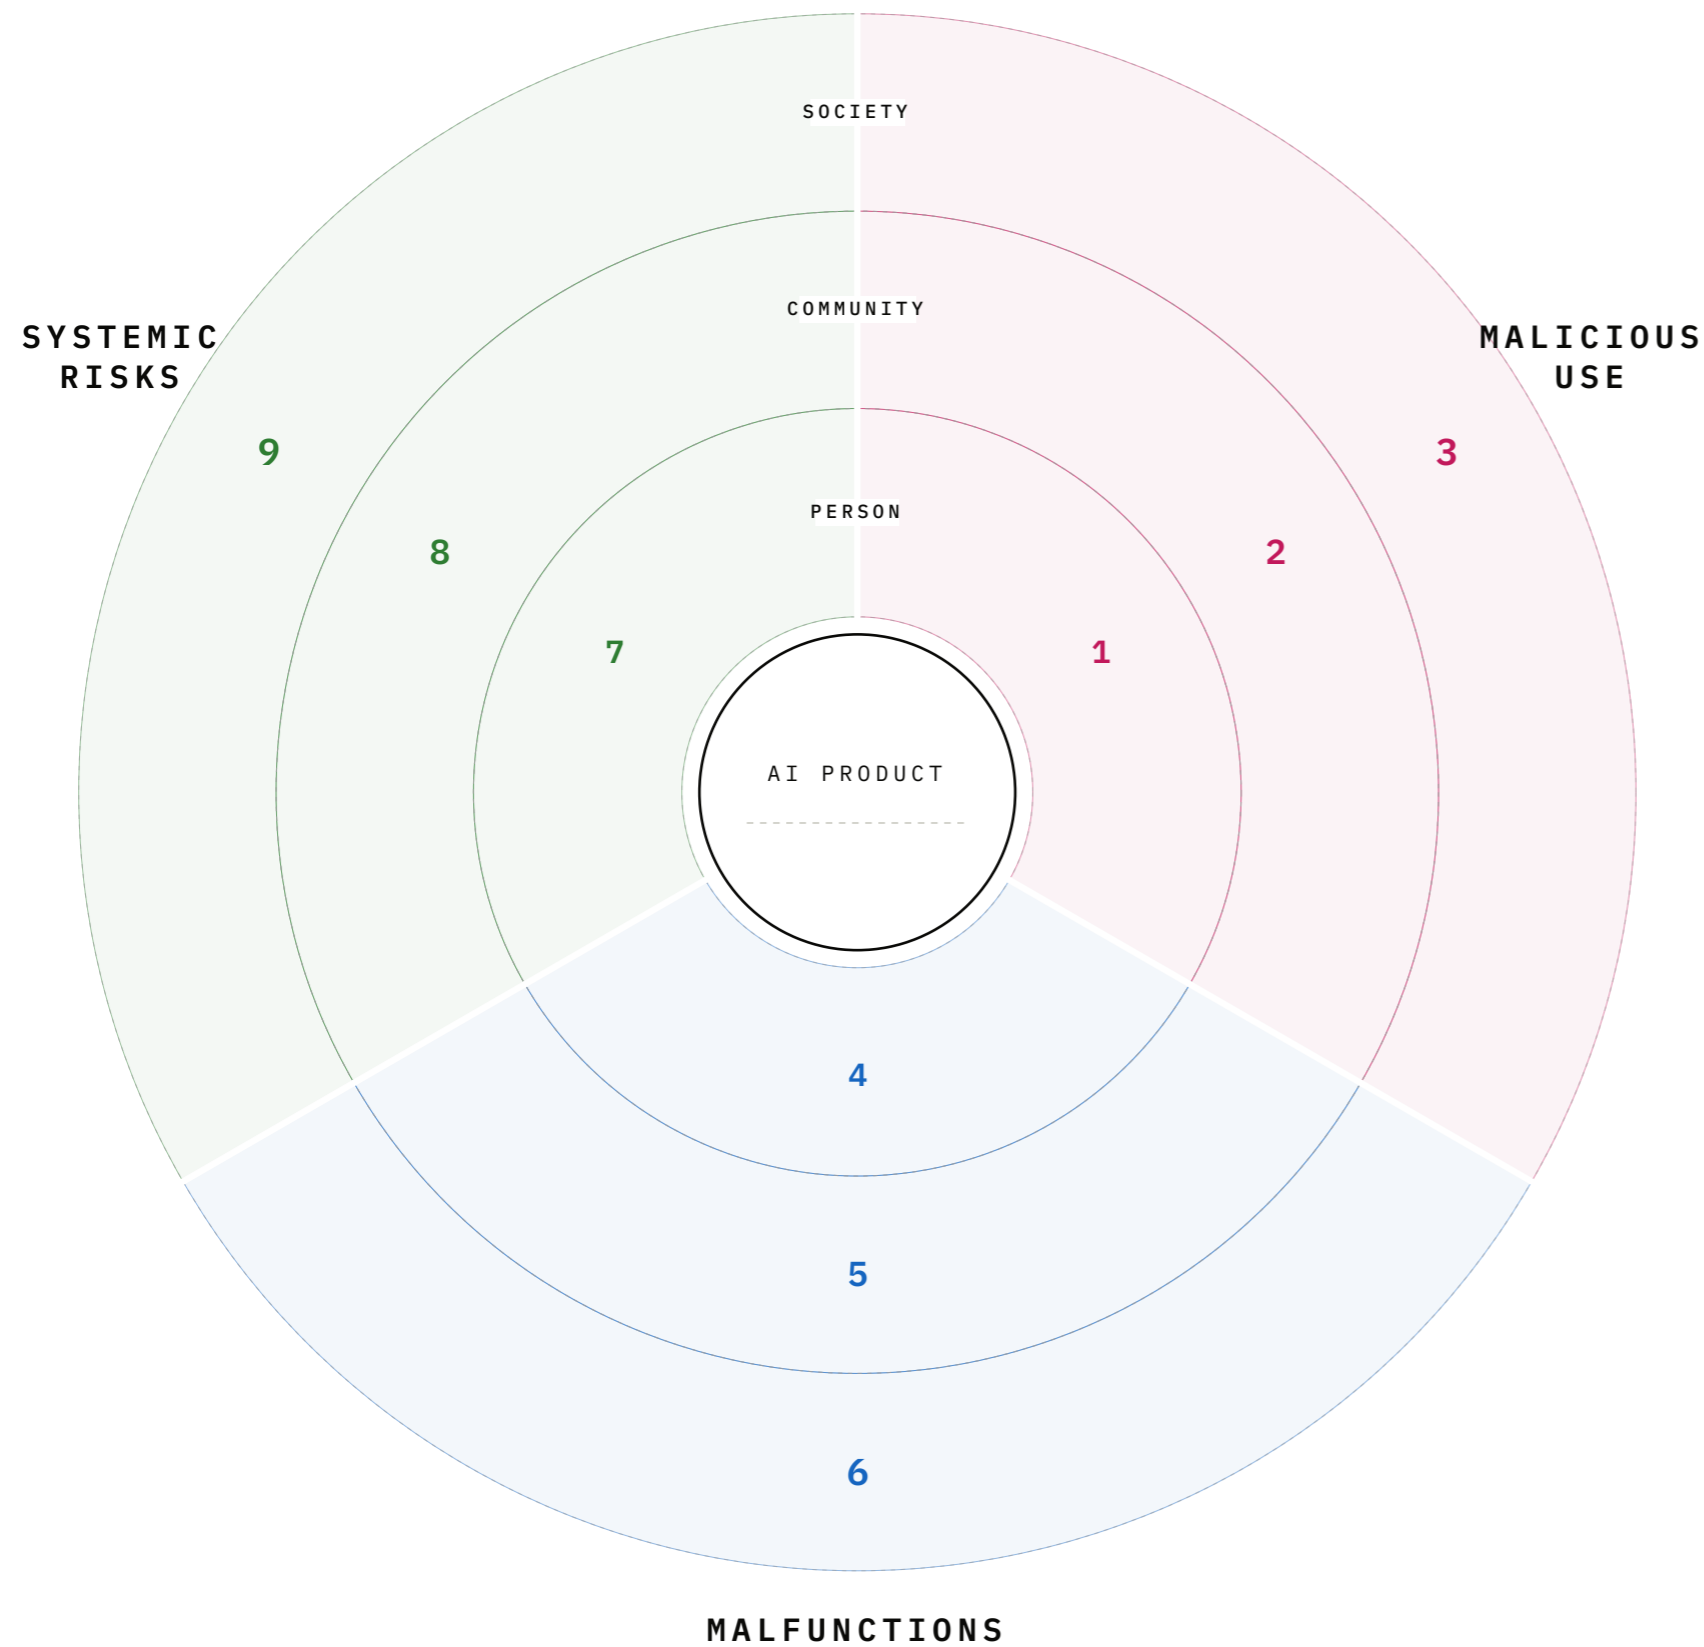 SOCIETY
COMMUNITY
SYSTEMIC
RISKS
MALICIOUS
USE
9
3
PERSON
8
2
7
1
AI PRODUCT
4
5
6
MALFUNCTIONS